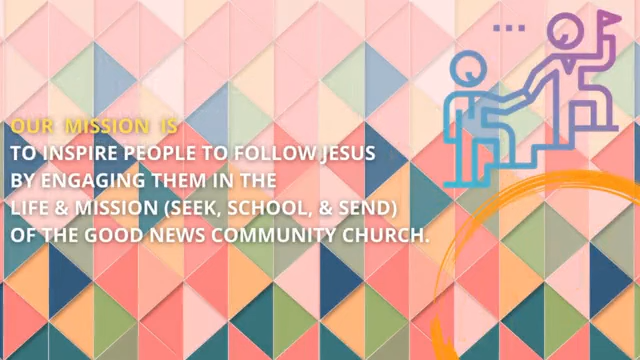 OUR MISSION IS
TO INSPIRE PEOPLE TO FOLLOW JESUS
BY ENGAGING THEM IN THE
LIFE & MISSION (SEEK, SCHOOL, & SEND)
OF THE GOOD NEWS COMMUNITY CHURCH.